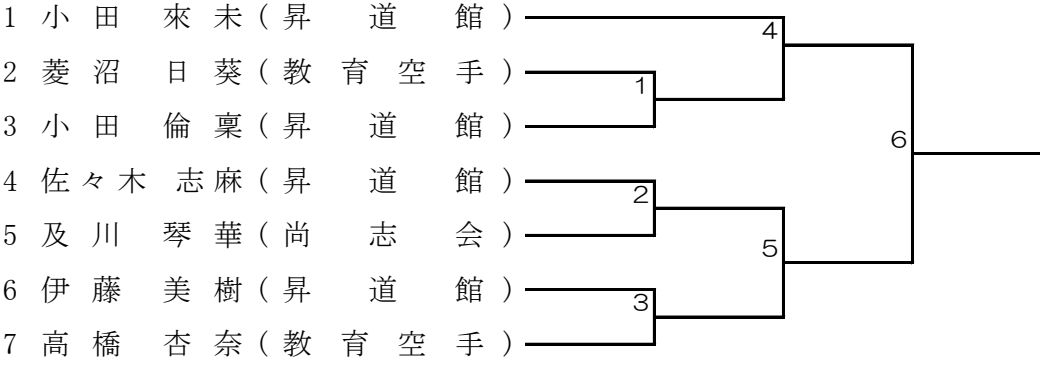 1 小田 來未(昇道館) 4
2 菱沼 日葵(教育空手) 1
3 小田 倫稟(昇道館) 6
4 佐々木 志麻(昇道館) 2
5 及川 琴華(尚志会) 5
6 伊藤 美樹(昇道館) 3
7 高橋 杏奈(教育空手)